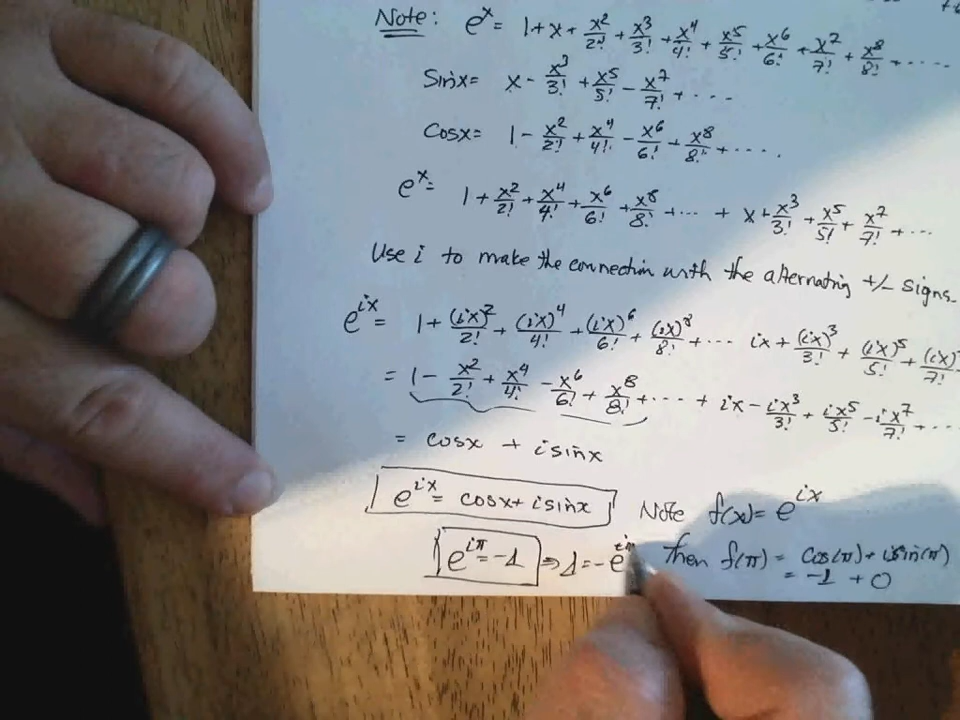 Note: e^x = 1 + x + x²/2! + x³/3! + x⁴/4! + x⁵/5! + x⁶/6! + x⁷/7! + x⁸/8! + ....
Sinx = x - x³/3! + x⁵/5! - x⁷/7! + ...
Cosx = 1 - x²/2! + x⁴/4! - x⁶/6! + x⁸/8! + ....
e^x = 1 + x²/2! + x⁴/4! + x⁶/6! + x⁸/8! + ... + x + x³/3! + x⁵/5! + x⁷/7! + ...
Use i to make the connection with the alternating +/- signs.
e^ix = 1 + (ix)²/2! + (ix)⁴/4! + (ix)⁶/6! + (ix)⁸/8! + ... ix + (ix)³/3! + (ix)⁵/5! + (ix)⁷/7!
= 1 - x²/2! + x⁴/4! - x⁶/6! + x⁸/8! + ... + ix - ix³/3! + ix⁵/5! - ix⁷/7! + ...
= cosx + isinx
e^ix = cosx + isinx Note f(x) = e^ix
e^iπ = -1 ⇒ 1 = -e^iπ Then f(π) = cos(π) + isin(π)
= -1 + 0